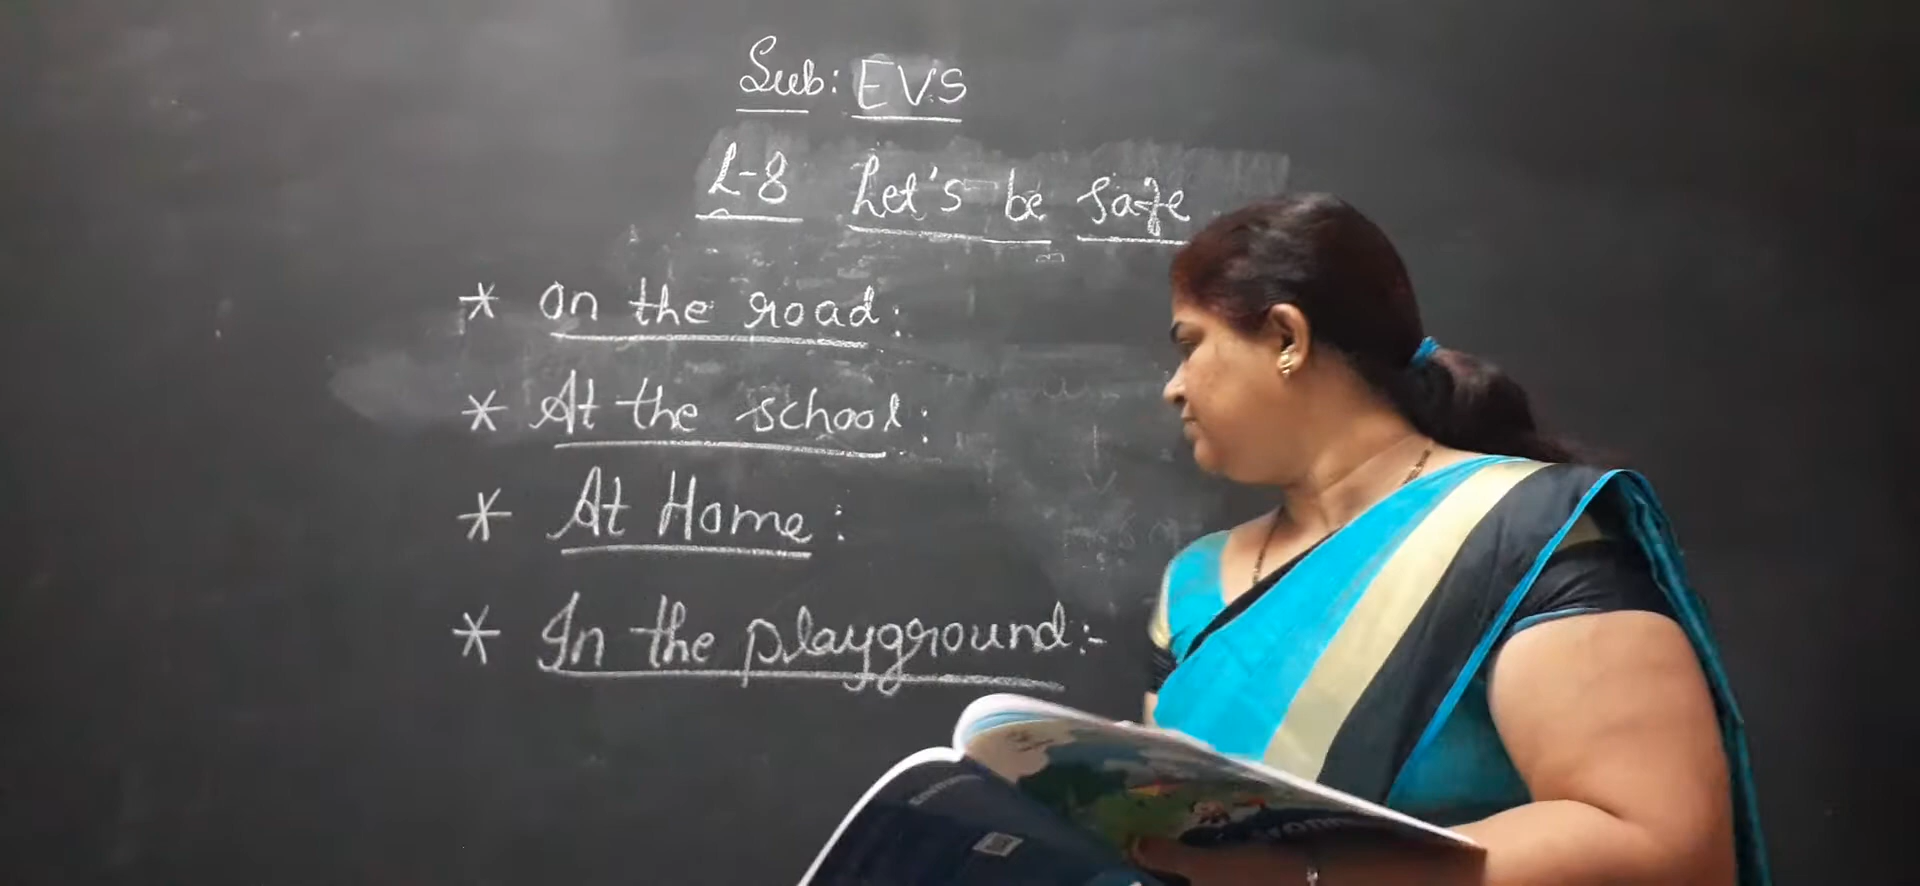 Sub: EVS
L-8 Let's be safe
* On the road:
* At the school:
* At Home:
* In the playground:-